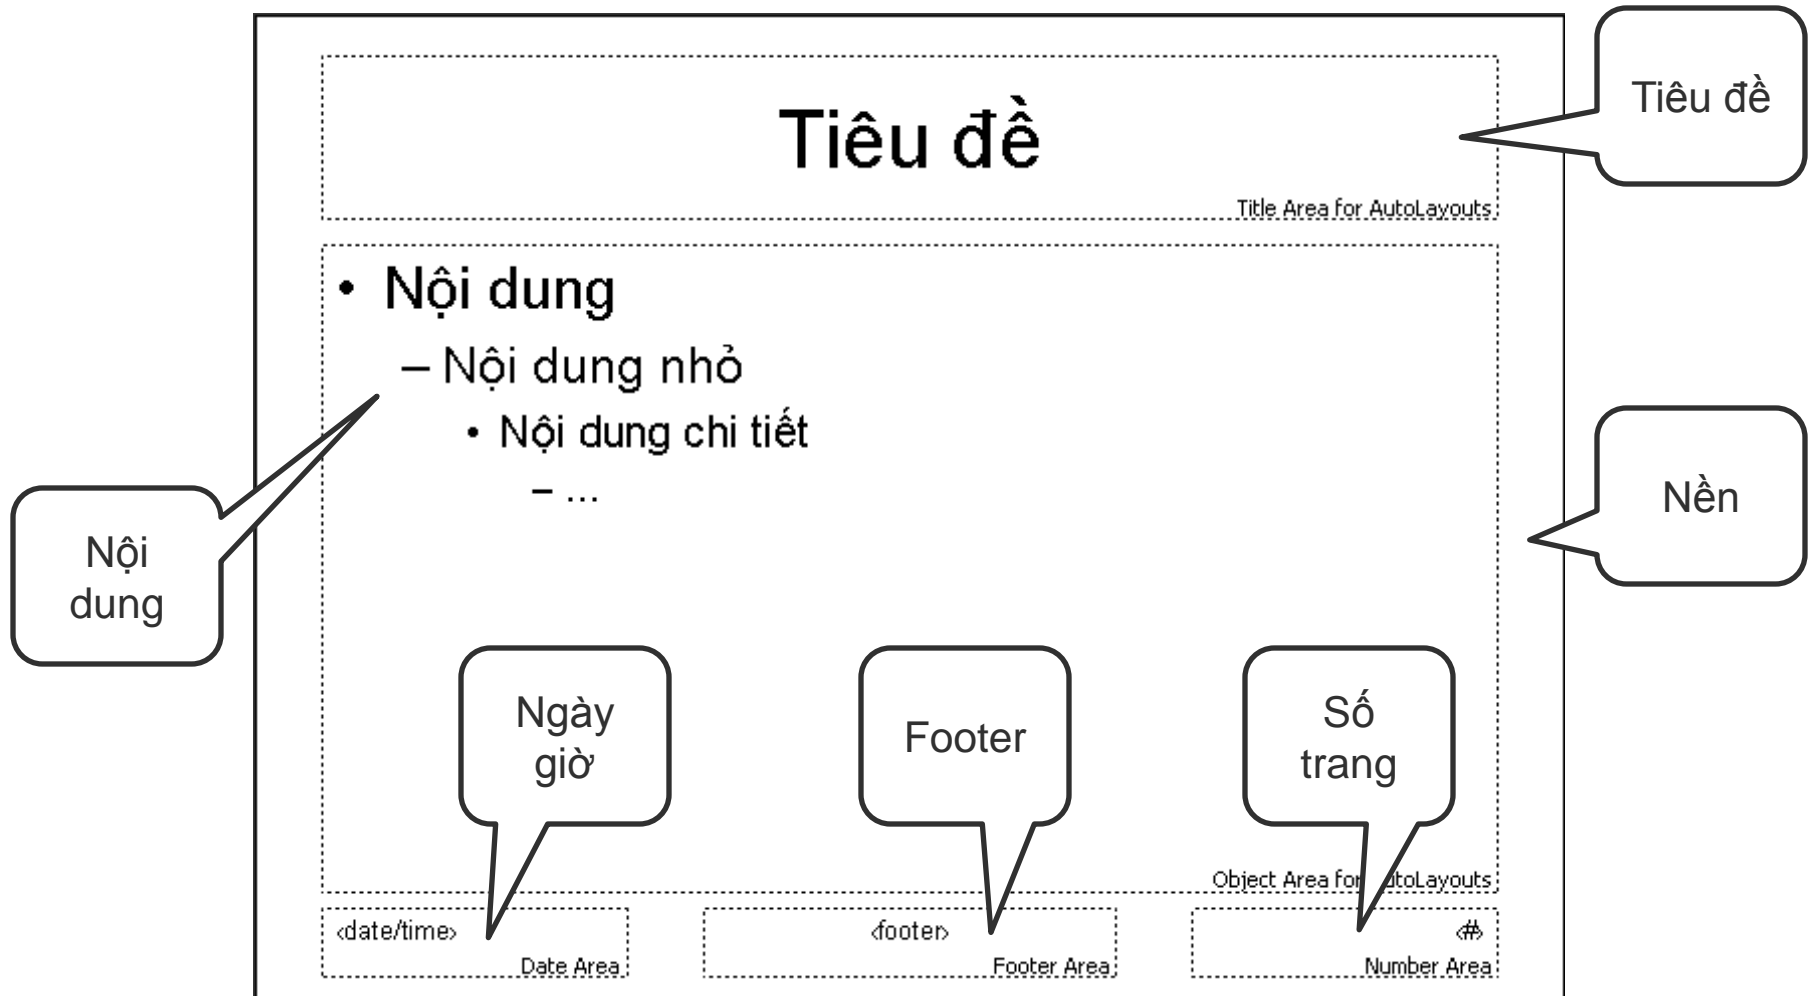 Tiêu đề
Tiêu đề
Title Area for AutoLayouts
• Nội dung
– Nội dung nhỏ
• Nội dung chi tiết
– ...
Nền
Nội
dung
Ngày
giờ
Footer
Số
trang
Object Area for AutoLayouts
<date/time>
Date Area
<footer>
Footer Area
<#>
Number Area